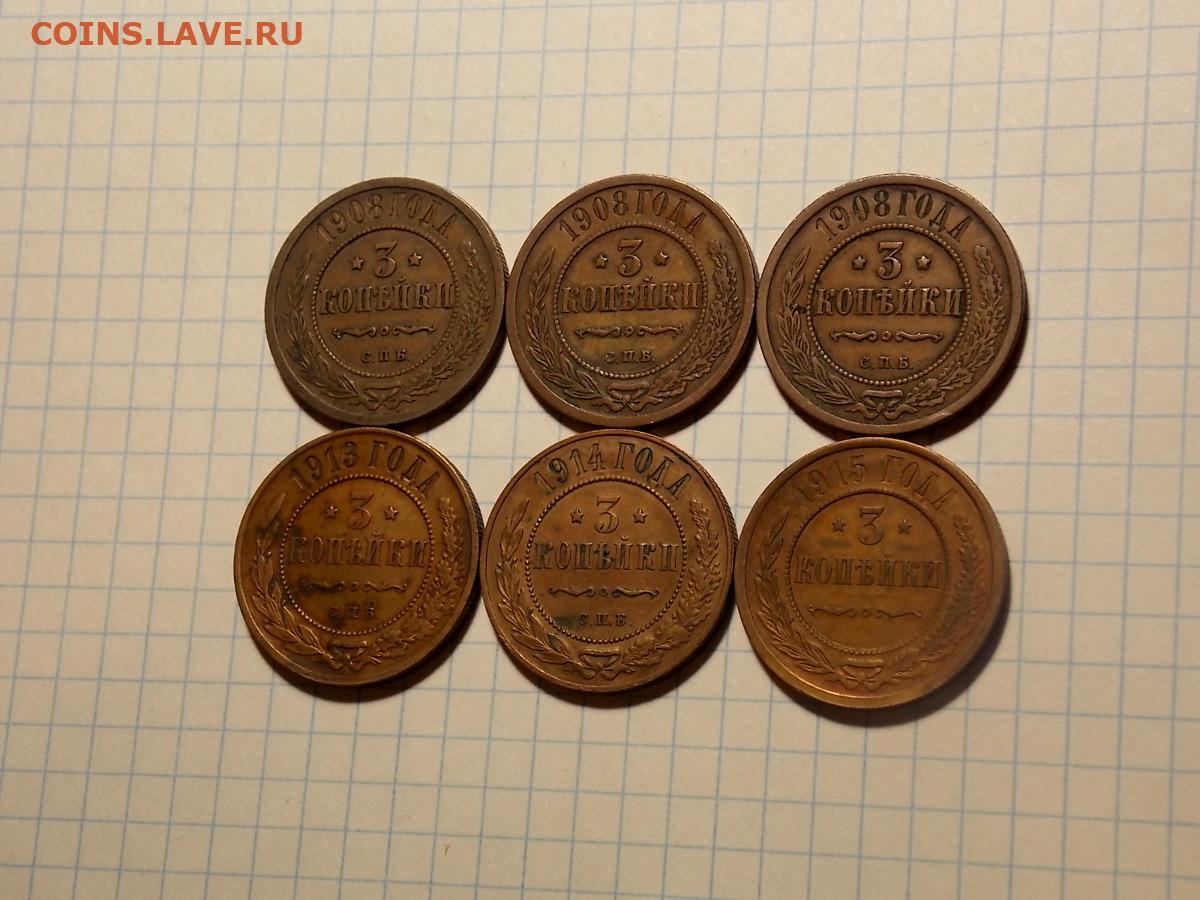 COINS.LAVE.RU
1908 ГОДА
3
КОПѢЙКИ
С.П.Б.
1908 ГОДА
3
КОПѢЙКИ
С.П.Б.
1908 ГОДА
3
КОПѢЙКИ
С.П.Б.
1913 ГОДА
3
КОПѢЙКИ
С.П.Б.
1914 ГОДА
3
КОПѢЙКИ
С.П.Б.
1915 ГОДА
3
КОПѢЙКИ